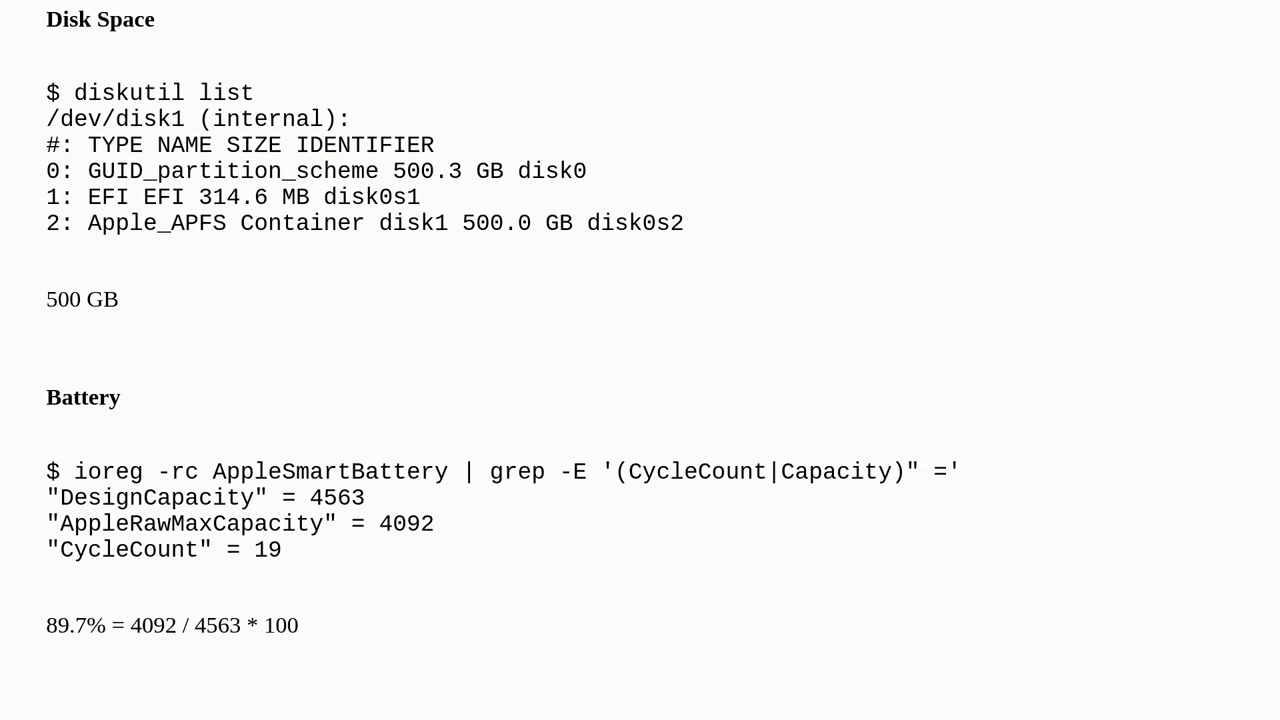 Disk Space
$ diskutil list
/dev/disk1 (internal):
#: TYPE NAME SIZE IDENTIFIER
0: GUID_partition_scheme 500.3 GB disk0
1: EFI EFI 314.6 MB disk0s1
2: Apple_APFS Container disk1 500.0 GB disk0s2
500 GB
Battery
$ ioreg -rc AppleSmartBattery | grep -E '(CycleCount|Capacity)" ='
"DesignCapacity" = 4563
"AppleRawMaxCapacity" = 4092
"CycleCount" = 19
89.7% = 4092 / 4563 * 100